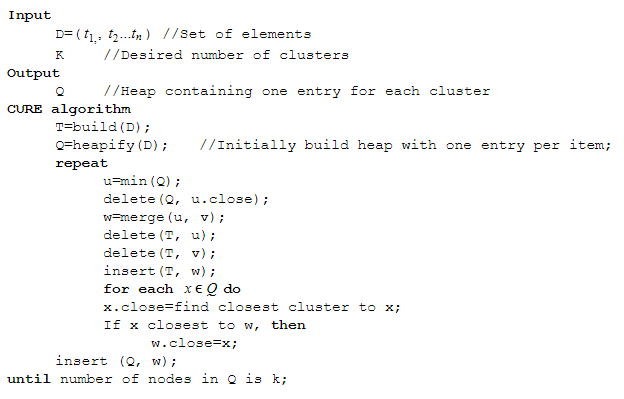 Input
D=(t1,, t2…tn) //Set of elements
K //Desired number of clusters
Output
Q //Heap containing one entry for each cluster
CURE algorithm
T=build(D);
Q=heapify(D); //Initially build heap with one entry per item;
repeat
u=min(Q);
delete(Q, u.close);
w=merge(u, v);
delete(T, u);
delete(T, v);
insert(T, w);
for each x∈Q do
x.close=find closest cluster to x;
If x closest to w, then
w.close=x;
insert (Q, w);
until number of nodes in Q is k;